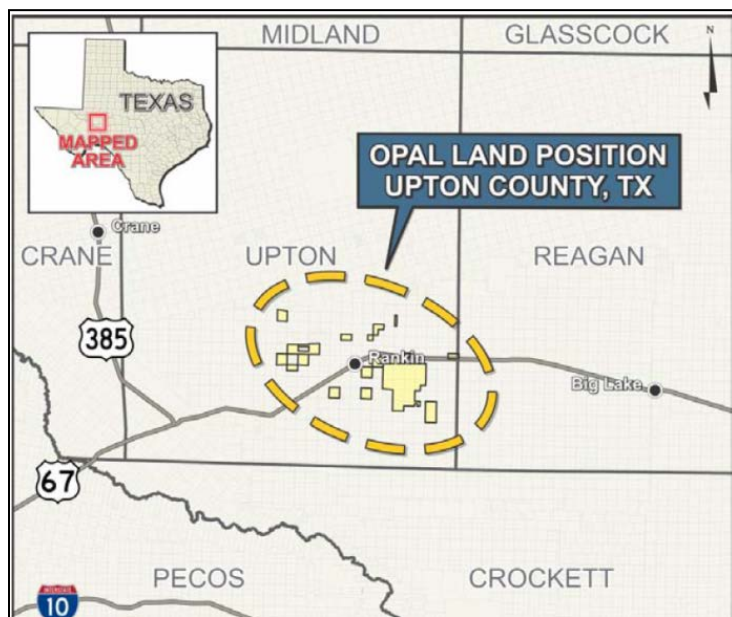 MIDLAND
GLASSCOCK
N
TEXAS
MAPPED
AREA
OPAL LAND POSITION
UPTON COUNTY, TX
Crane
CRANE
UPTON
REAGAN
385
Rankin
Big Lake
67
PECOS
CROCKETT
10